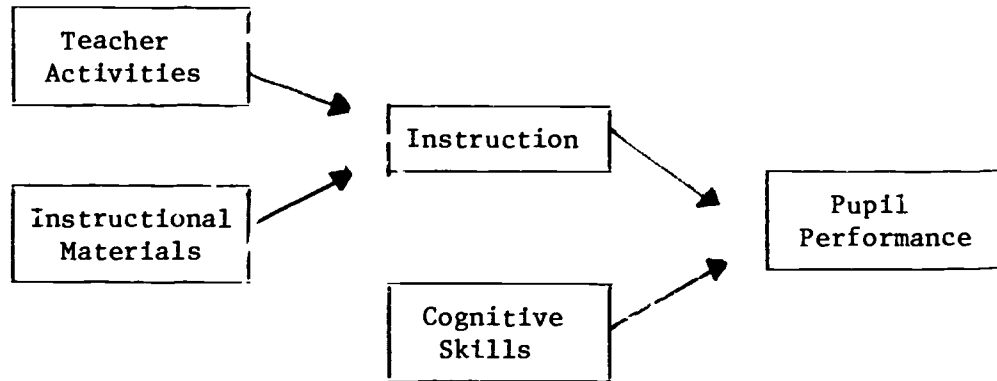 Teacher
Activities
Instruction
Instructional
Materials
Pupil
Performance
Cognitive
Skills